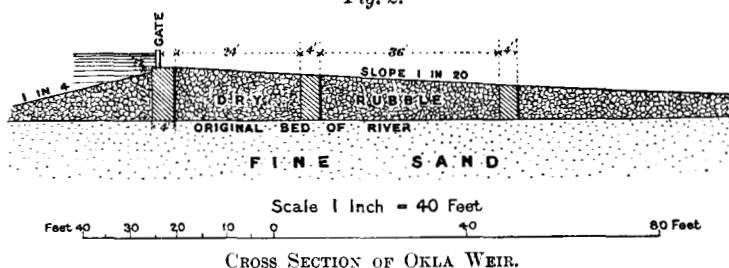 Fig. 2.
GATE
24' 4' 36' 4'
1 IN 4
SLOPE 1 IN 20
DRY RUBBLE
4'
ORIGINAL BED OF RIVER
FINE SAND
Scale 1 Inch = 40 Feet
Feet 40 30 20 10 0 40 80 Feet
CROSS SECTION OF OKLA WEIR.